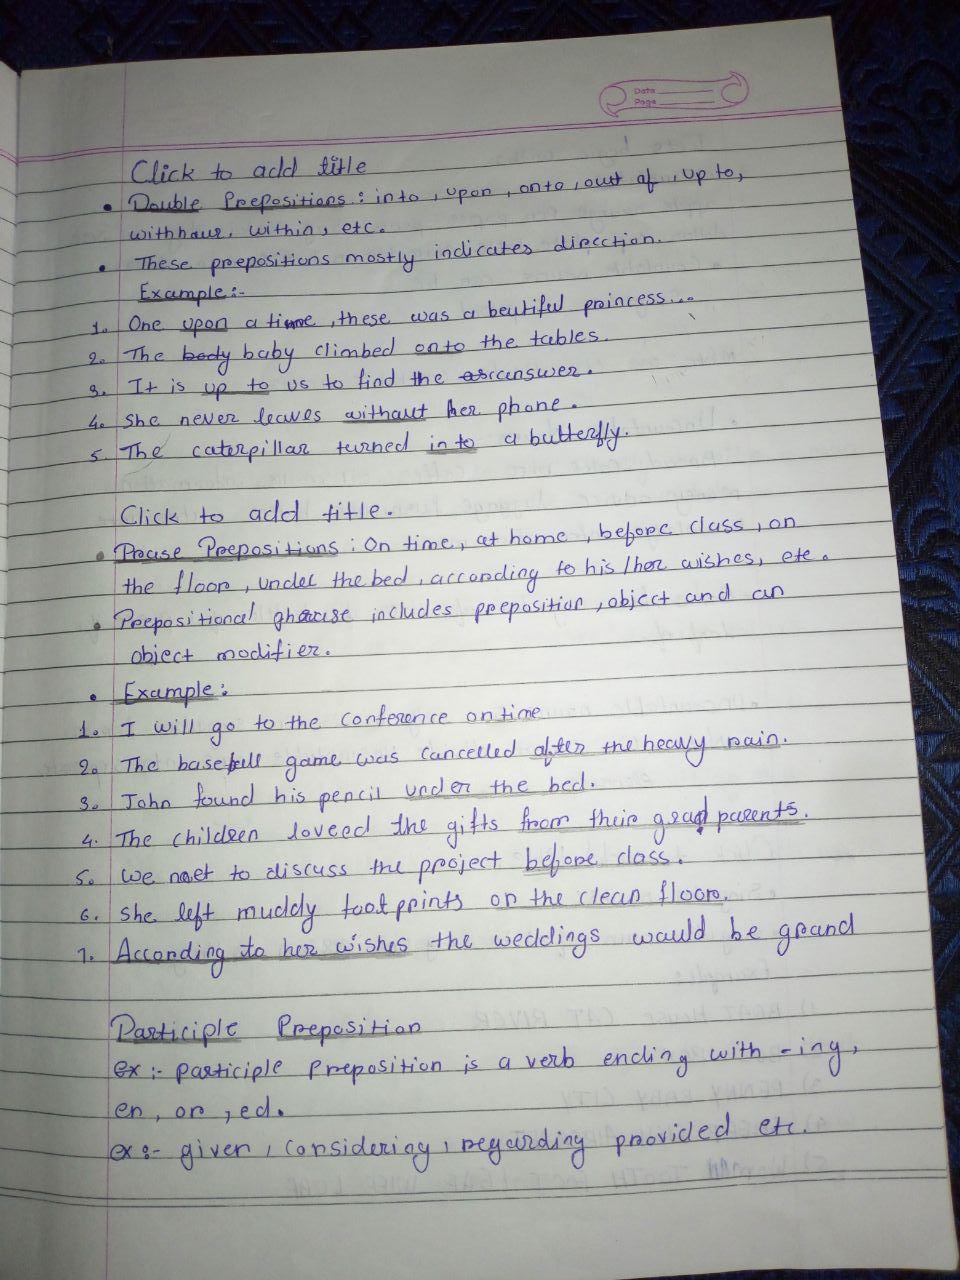 Date
Page
Click to add title
• Double Prepositions : into, upon, onto, out of, up to,
withhaur, within, etc.
• These prepositions mostly indicates direction.
Example:-
1. One upon a time, these was a beutiful princess...
2. The body baby climbed onto the tables.
3. It is up to us to find the answer.
4. She never leaves without her phone.
5. The caterpillar turned in to a butterfly.
Click to add title.
• Prause Prepositions : On time, at home, before class, on
the floor, under the bed, according to his/her wishes, etc.
• Prepositional phrause includes preposition, object and an
object modifier.
• Example:
1. I will go to the conference on time
2. The baseball game was cancelled after the heavy rain.
3. John found his pencil under the bed.
4. The children loveed the gifts from their grad parents.
5. We meet to discuss the project before class.
6. She left muddy foot prints on the clean floor.
7. According to her wishes the weddings would be grand
Participle Preposition
ex :- participle Preposition is a verb ending with -ing,
en, or, ed.
ex :- given, considering, regarding provided etc.